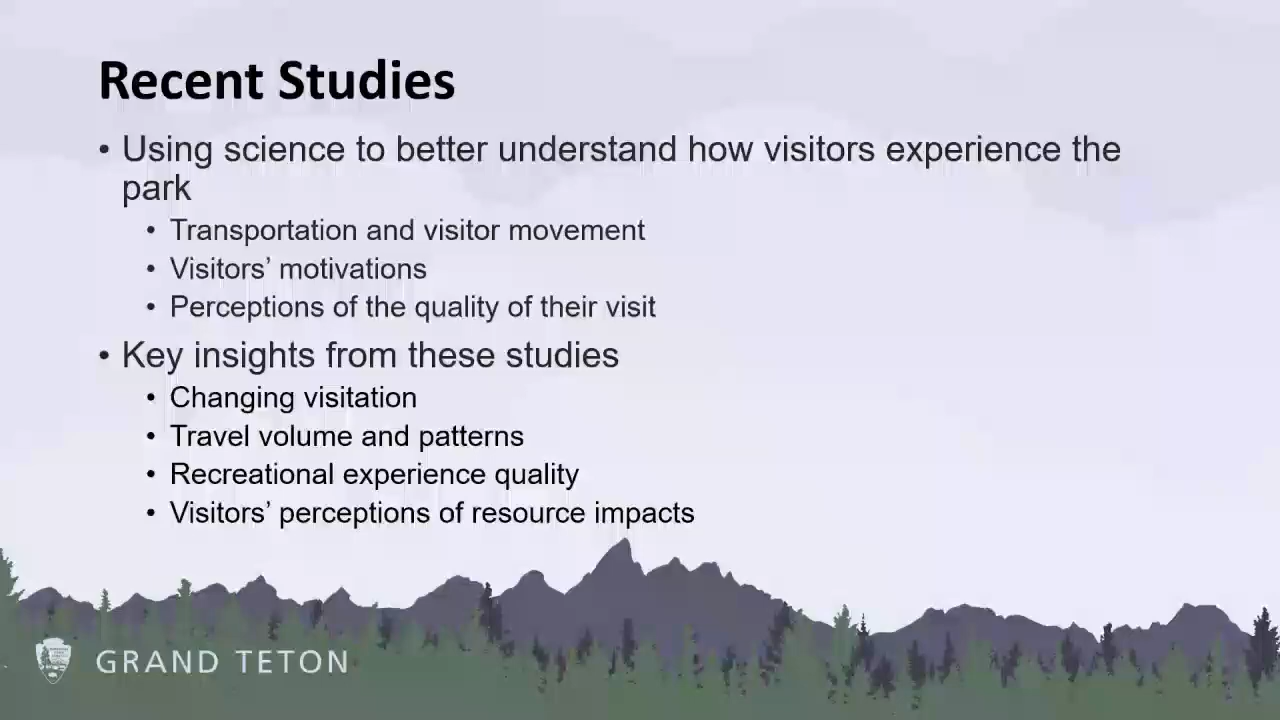 Recent Studies
• Using science to better understand how visitors experience the
park
• Transportation and visitor movement
• Visitors’ motivations
• Perceptions of the quality of their visit
• Key insights from these studies
• Changing visitation
• Travel volume and patterns
• Recreational experience quality
• Visitors’ perceptions of resource impacts
GRAND TETON